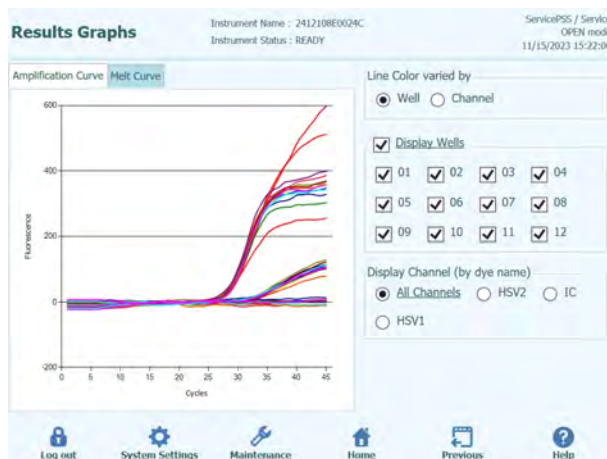 Results Graphs
Instrument Name : 2412108E0024C
Instrument Status : READY
ServicePSS / Service
OPEN mode
11/15/2023 15:22:00
Amplification Curve Melt Curve
600
400
200
0
-200
Fluorescence
0 5 10 15 20 25 30 35 40 45
Cycles
Line Color varied by
Well Channel
Display Wells
01 02 03 04
05 06 07 08
09 10 11 12
Display Channel (by dye name)
All Channels HSV2 IC
HSV1
Log out System Settings Maintenance Home Previous Help